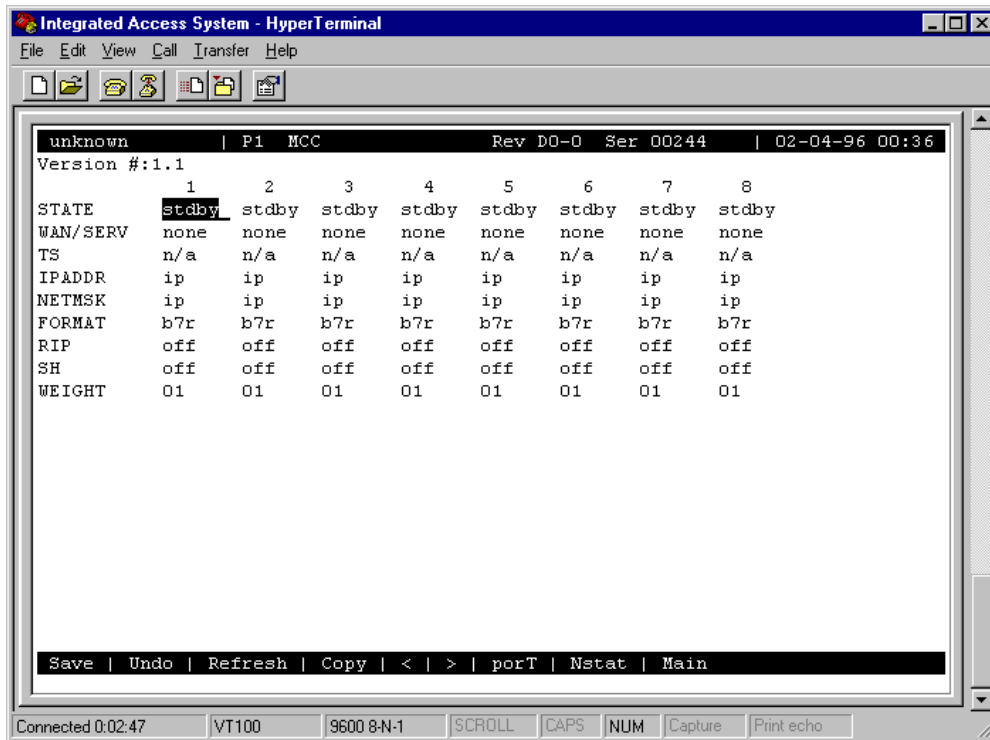 Integrated Access System - HyperTerminal
File Edit View Call Transfer Help
unknown | P1 MCC Rev D0-0 Ser 00244 | 02-04-96 00:36
Version #:1.1
1 2 3 4 5 6 7 8
STATE stdby stdby stdby stdby stdby stdby stdby stdby
WAN/SERV none none none none none none none none
TS n/a n/a n/a n/a n/a n/a n/a n/a
IPADDR ip ip ip ip ip ip ip ip
NETMSK ip ip ip ip ip ip ip ip
FORMAT b7r b7r b7r b7r b7r b7r b7r b7r
RIP off off off off off off off off
SH off off off off off off off off
WEIGHT 01 01 01 01 01 01 01 01
Save | Undo | Refresh | Copy | < | > | porT | Nstat | Main
Connected 0:02:47 VT100 9600 8-N-1 SCROLL CAPS NUM Capture Print echo